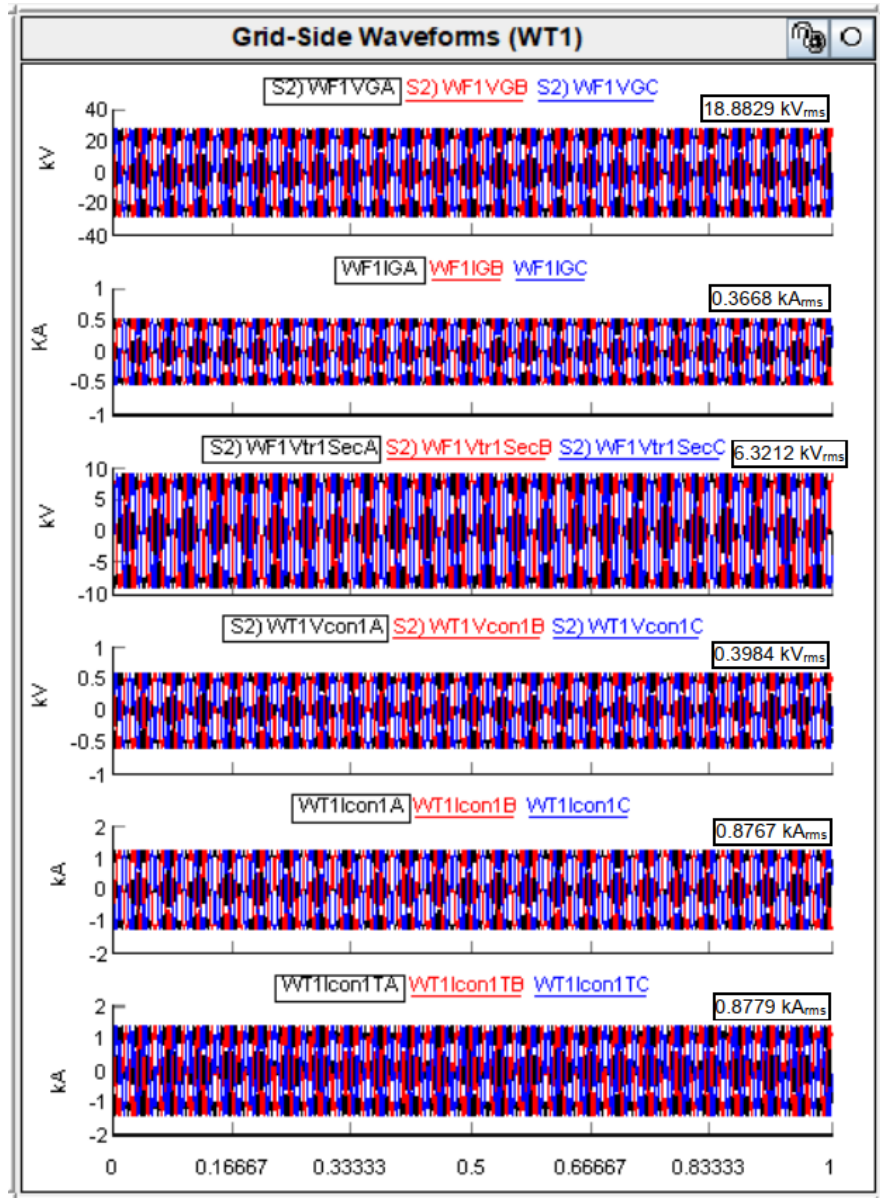 Grid-Side Waveforms (WT1)
S2) WF1VGA S2) WF1VGB S2) WF1VGC
18.8829 kVrms
40
20
0
-20
-40
kV
WF1IGA WF1IGB WF1IGC
0.3668 kArms
1
0.5
0
-0.5
-1
KA
S2) WF1Vtr1SecA S2) WF1Vtr1SecB S2) WF1Vtr1SecC
6.3212 kVrms
10
5
0
-5
-10
kV
S2) WT1Vcon1A S2) WT1Vcon1B S2) WT1Vcon1C
0.3984 kVrms
1
0.5
0
-0.5
-1
kV
WT1Icon1A WT1Icon1B WT1Icon1C
0.8767 kArms
2
1
0
-1
-2
kA
WT1Icon1TA WT1Icon1TB WT1Icon1TC
0.8779 kArms
2
1
0
-1
-2
kA
0 0.16667 0.33333 0.5 0.66667 0.83333 1